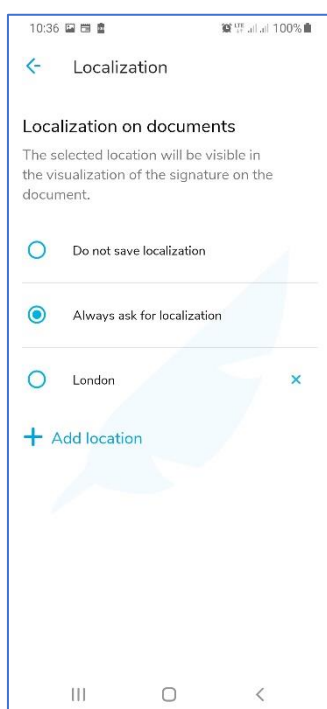 10:36 100%
Localization
Localization on documents
The selected location will be visible in
the visualization of the signature on the
document.
Do not save localization
Always ask for localization
London
Add location